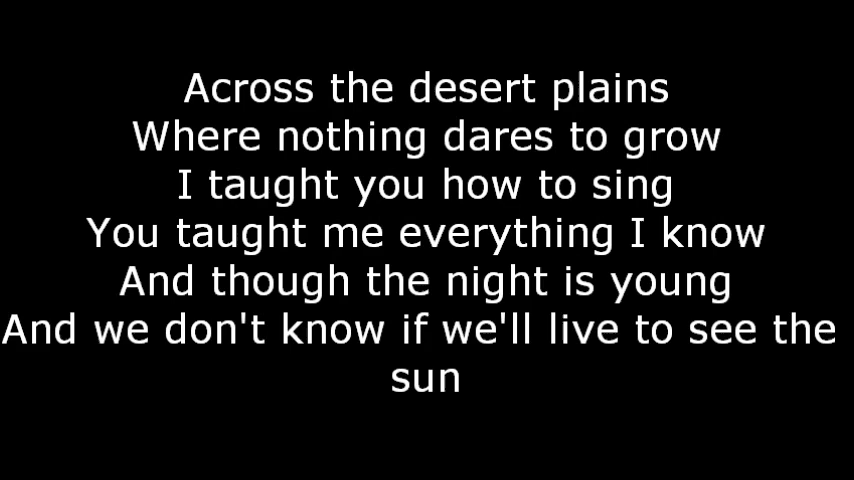 Across the desert plains
Where nothing dares to grow
I taught you how to sing
You taught me everything I know
And though the night is young
And we don't know if we'll live to see the
sun